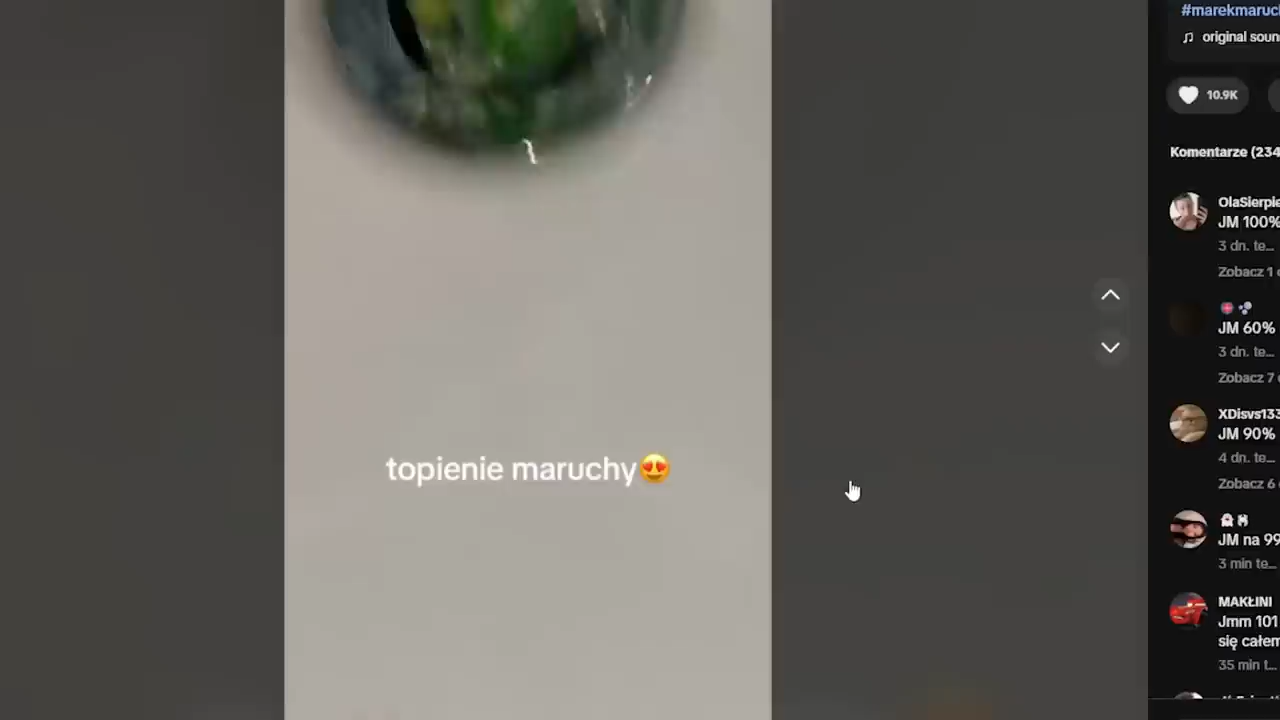 topienie maruchy😍
#marekmaruch
original soun
10.9K
Komentarze (234
OlaSierpie
JM 100%
3 dn. te...
Zobacz 1
JM 60%
3 dn. te...
Zobacz 7
XDisvs133
JM 90%
4 dn. te...
Zobacz 6
JM na 99
3 min te...
MAKŁINI
Jmm 101
się całem
35 min t...